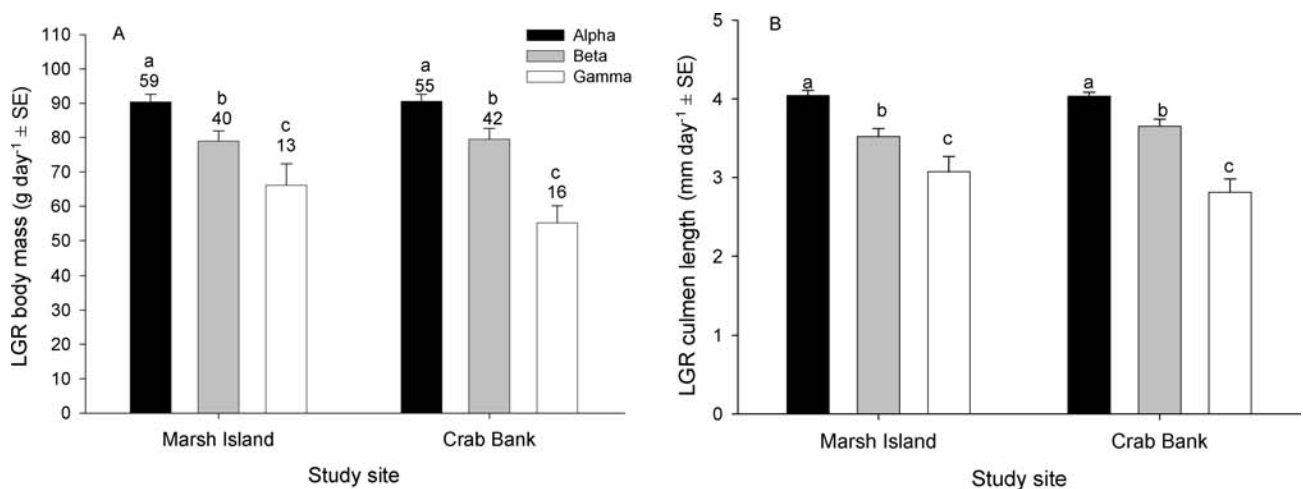 A
LGR body mass (g day⁻¹ ± SE)
110
100
90
80
70
60
50
40
30
20
10
0
a
59
b
40
c
13
a
55
b
42
c
16
Alpha
Beta
Gamma
Marsh Island
Crab Bank
Study site
B
LGR culmen length (mm day⁻¹ ± SE)
5
4
3
2
1
0
a
b
c
a
b
c
Marsh Island
Crab Bank
Study site